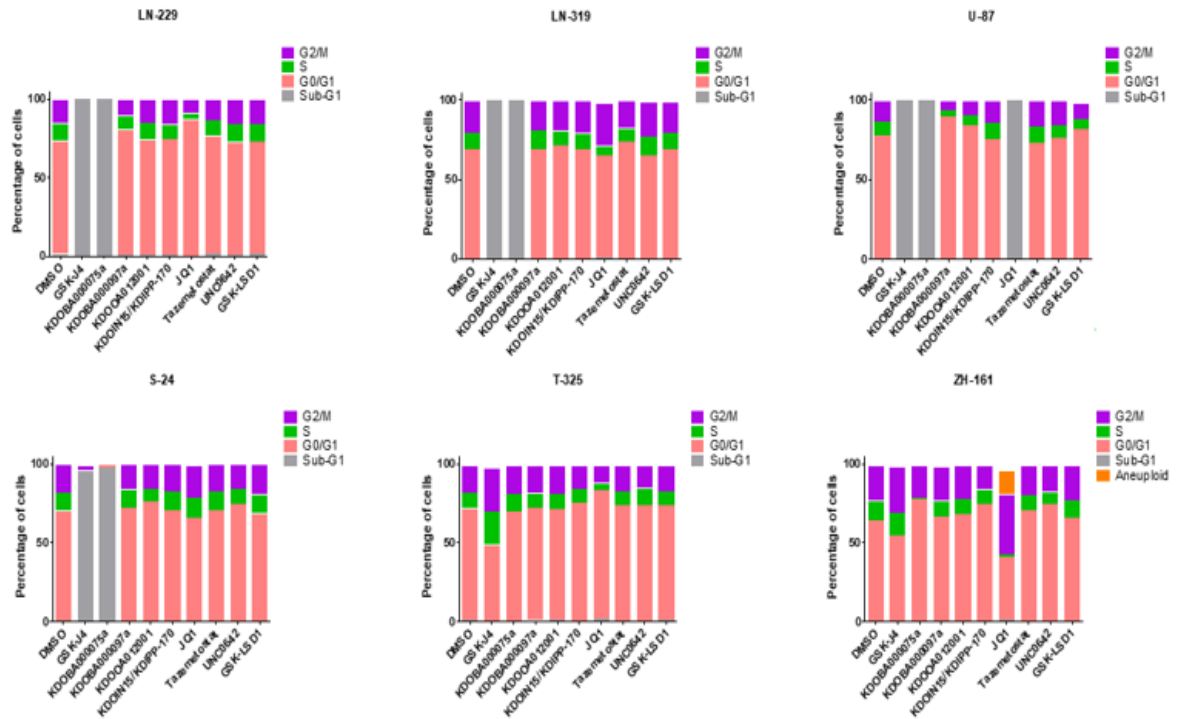 LN-229
G2/M
S
G0/G1
Sub-G1
Percentage of cells
100
50
0
DMSO
GSK-J4
KDOBA000075a
KDOBA000097a
KDOOA012001
KDOIN15/KDIPP-170
JQ1
Tazemetostat
UNC0642
GSK-LSD1
LN-319
G2/M
S
G0/G1
Sub-G1
Percentage of cells
100
50
0
DMSO
GSK-J4
KDOBA000075a
KDOBA000097a
KDOOA012001
KDOIN15/KDIPP-170
JQ1
Tazemetostat
UNC0642
GSK-LSD1
U-87
G2/M
S
G0/G1
Sub-G1
Percentage of cells
100
50
0
DMSO
GSK-J4
KDOBA000075a
KDOBA000097a
KDOOA012001
KDOIN15/KDIPP-170
JQ1
Tazemetostat
UNC0642
GSK-LSD1
S-24
G2/M
S
G0/G1
Sub-G1
Percentage of cells
100
50
0
DMSO
GSK-J4
KDOBA000075a
KDOBA000097a
KDOOA012001
KDOIN15/KDIPP-170
JQ1
Tazemetostat
UNC0642
GSK-LSD1
T-325
G2/M
S
G0/G1
Sub-G1
Percentage of cells
100
50
0
DMSO
GSK-J4
KDOBA000075a
KDOBA000097a
KDOOA012001
KDOIN15/KDIPP-170
JQ1
Tazemetostat
UNC0642
GSK-LSD1
ZH-161
G2/M
S
G0/G1
Sub-G1
Aneuploid
Percentage of cells
100
50
0
DMSO
GSK-J4
KDOBA000075a
KDOBA000097a
KDOOA012001
KDOIN15/KDIPP-170
JQ1
Tazemetostat
UNC0642
GSK-LSD1